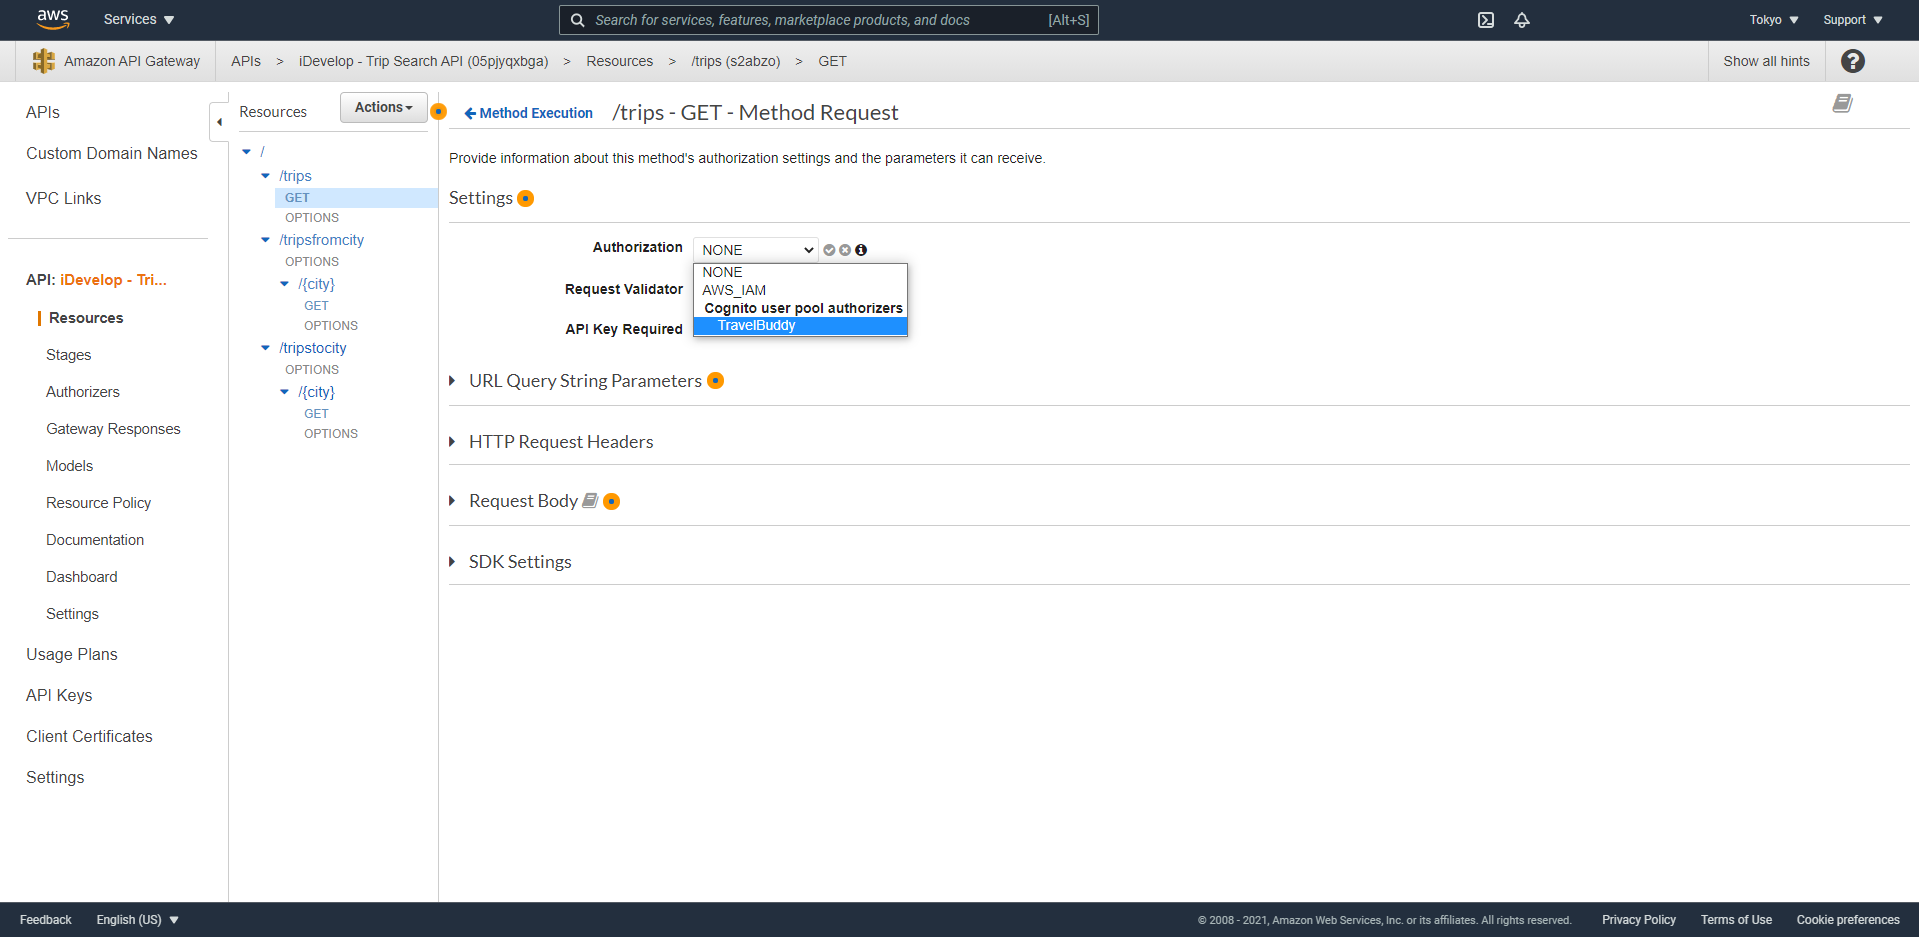 aws
Services
Search for services, features, marketplace products, and docs
[Alt+S]
Tokyo
Support
Amazon API Gateway
APIs > iDevelop - Trip Search API (05pjyqxbga) > Resources > /trips (s2abzo) > GET
Show all hints
APIs
Custom Domain Names
VPC Links
API: iDevelop - Tri...
Resources
Stages
Authorizers
Gateway Responses
Models
Resource Policy
Documentation
Dashboard
Settings
Usage Plans
API Keys
Client Certificates
Settings
Resources
Actions
/
/trips
GET
OPTIONS
/tripsfromcity
OPTIONS
/{city}
GET
OPTIONS
/tripstocity
OPTIONS
/{city}
GET
OPTIONS
Method Execution
/trips - GET - Method Request
Provide information about this method's authorization settings and the parameters it can receive.
Settings
Authorization
NONE
NONE
AWS_IAM
Cognito user pool authorizers
TravelBuddy
Request Validator
API Key Required
URL Query String Parameters
HTTP Request Headers
Request Body
SDK Settings
Feedback
English (US)
© 2008 - 2021, Amazon Web Services, Inc. or its affiliates. All rights reserved.
Privacy Policy
Terms of Use
Cookie preferences